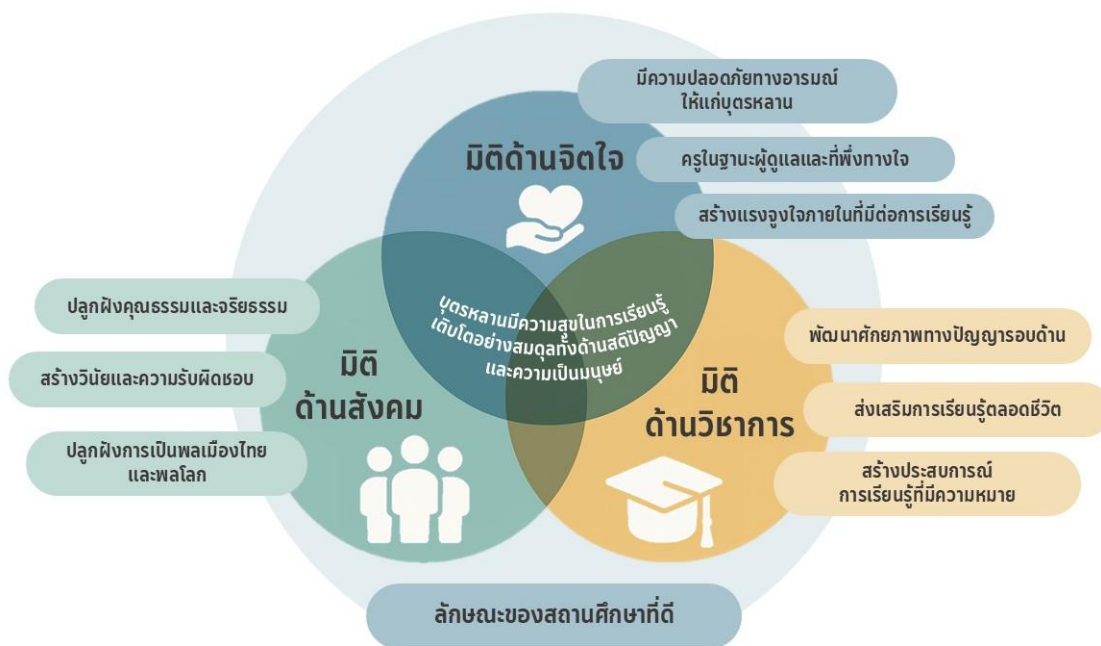 มีความปลอดภัยทางอารมณ์
ให้แก่บุตรหลาน
มิติด้านจิตใจ
ครูในฐานะผู้ดูแลและที่พึ่งทางใจ
สร้างแรงจูงใจภายในที่มีต่อการเรียนรู้
ปลูกฝังคุณธรรมและจริยธรรม
สร้างวินัยและความรับผิดชอบ
ปลูกฝังการเป็นพลเมืองไทย
และพลโลก
มิติ
ด้านสังคม
บุตรหลานมีความสุขในการเรียนรู้
เติบโตอย่างสมดุลทั้งด้านสติปัญญา
และความเป็นมนุษย์
มิติ
ด้านวิชาการ
พัฒนาศักยภาพทางปัญญารอบด้าน
ส่งเสริมการเรียนรู้ตลอดชีวิต
สร้างประสบการณ์
การเรียนรู้ที่มีความหมาย
ลักษณะของสถานศึกษาที่ดี